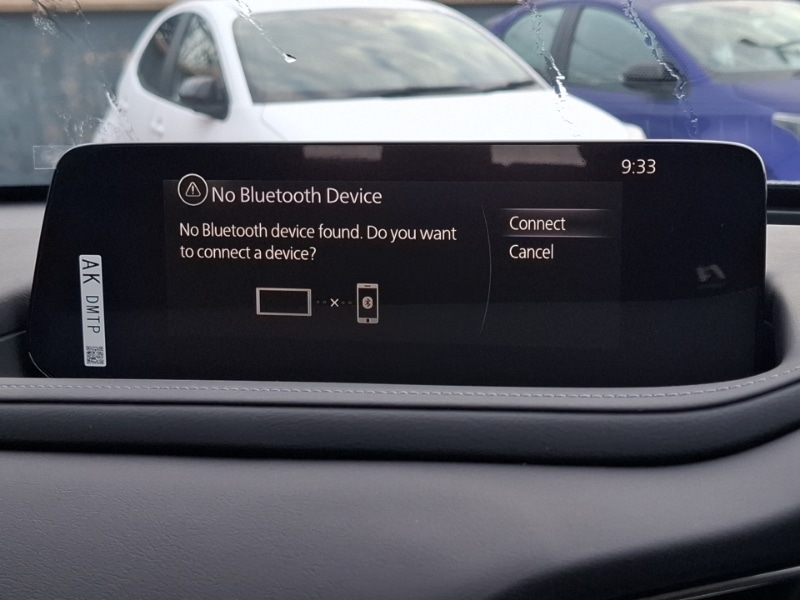 9:33
No Bluetooth Device
No Bluetooth device found. Do you want
to connect a device?
Connect
Cancel
AK DMTP